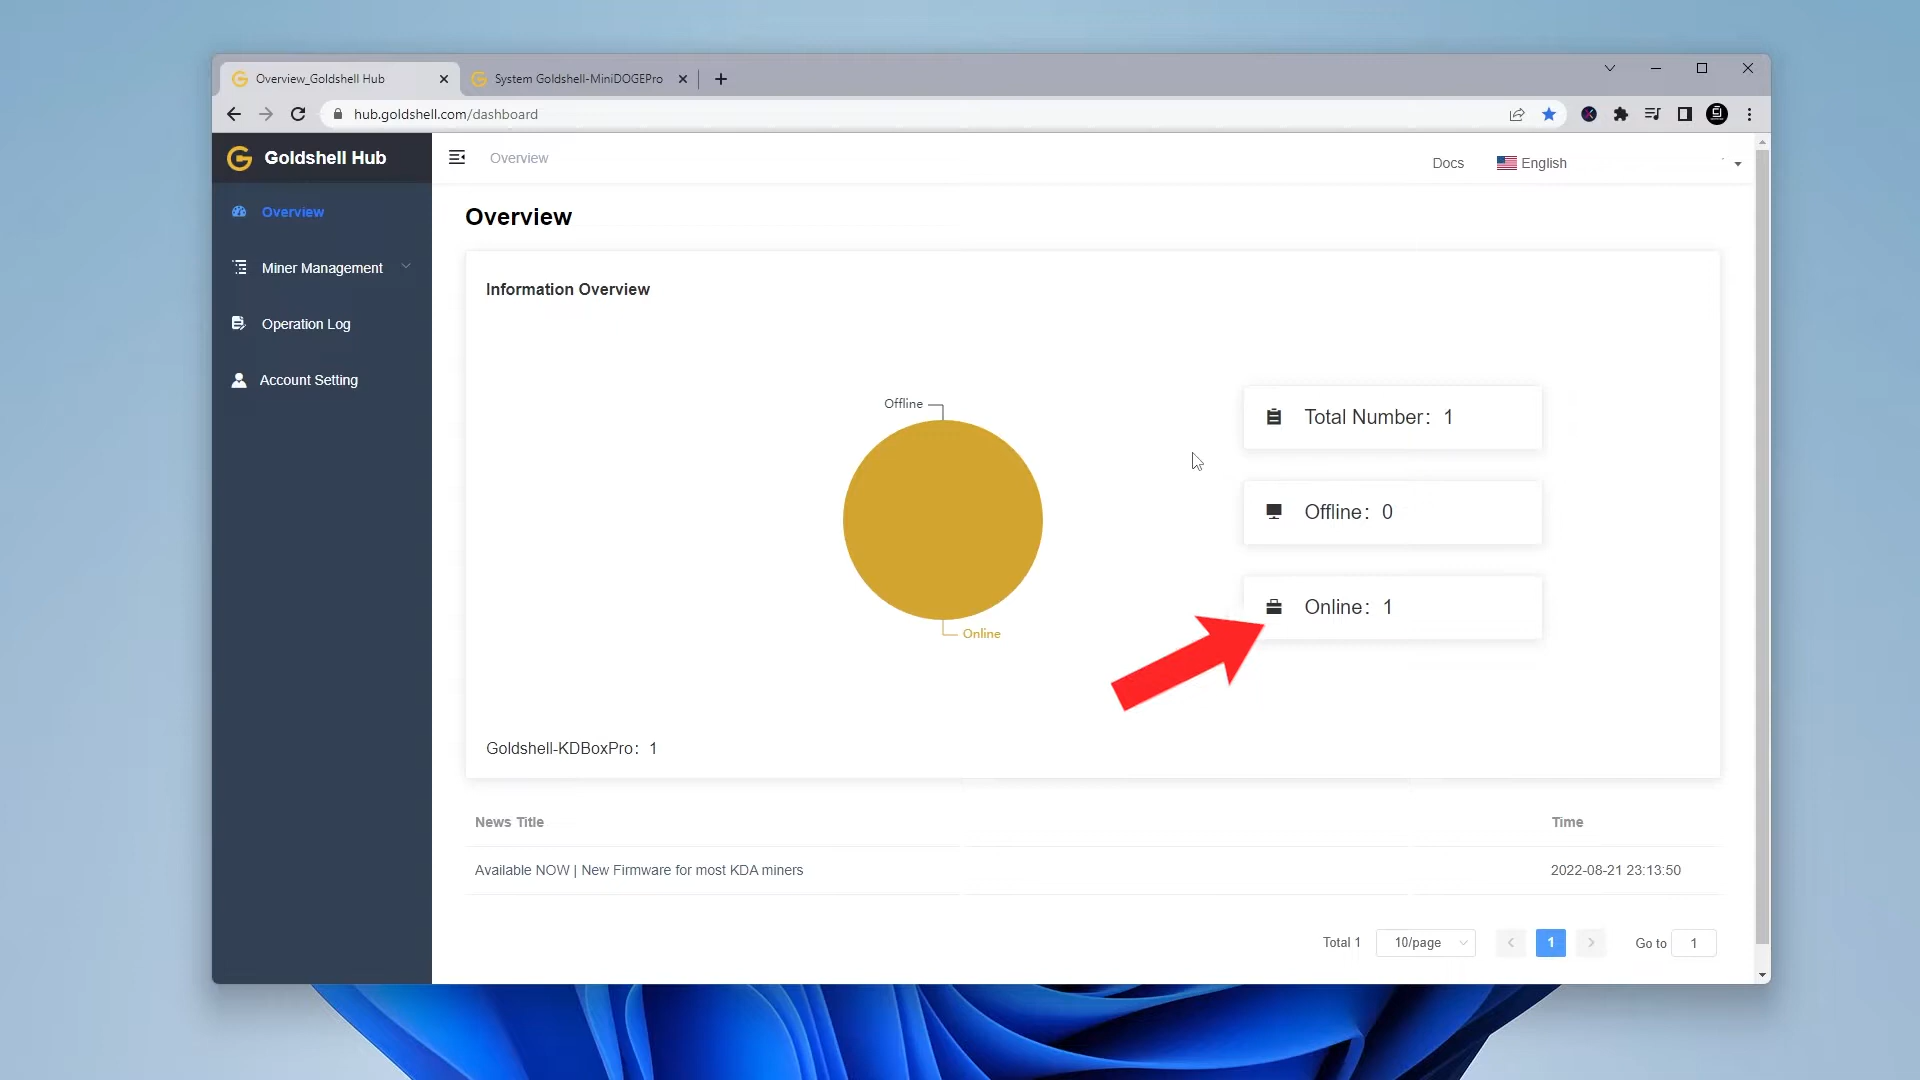 Overview_Goldshell Hub
System Goldshell-MiniDOGEPro
hub.goldshell.com/dashboard
Goldshell Hub
Overview
Docs
English
Overview
Miner Management
Operation Log
Account Setting
Overview
Information Overview
Offline
Online
Total Number: 1
Offline: 0
Online: 1
Goldshell-KDBoxPro: 1
News Title Time
Available NOW | New Firmware for most KDA miners 2022-08-21 23:13:50
Total 1 10/page 1 Go to 1